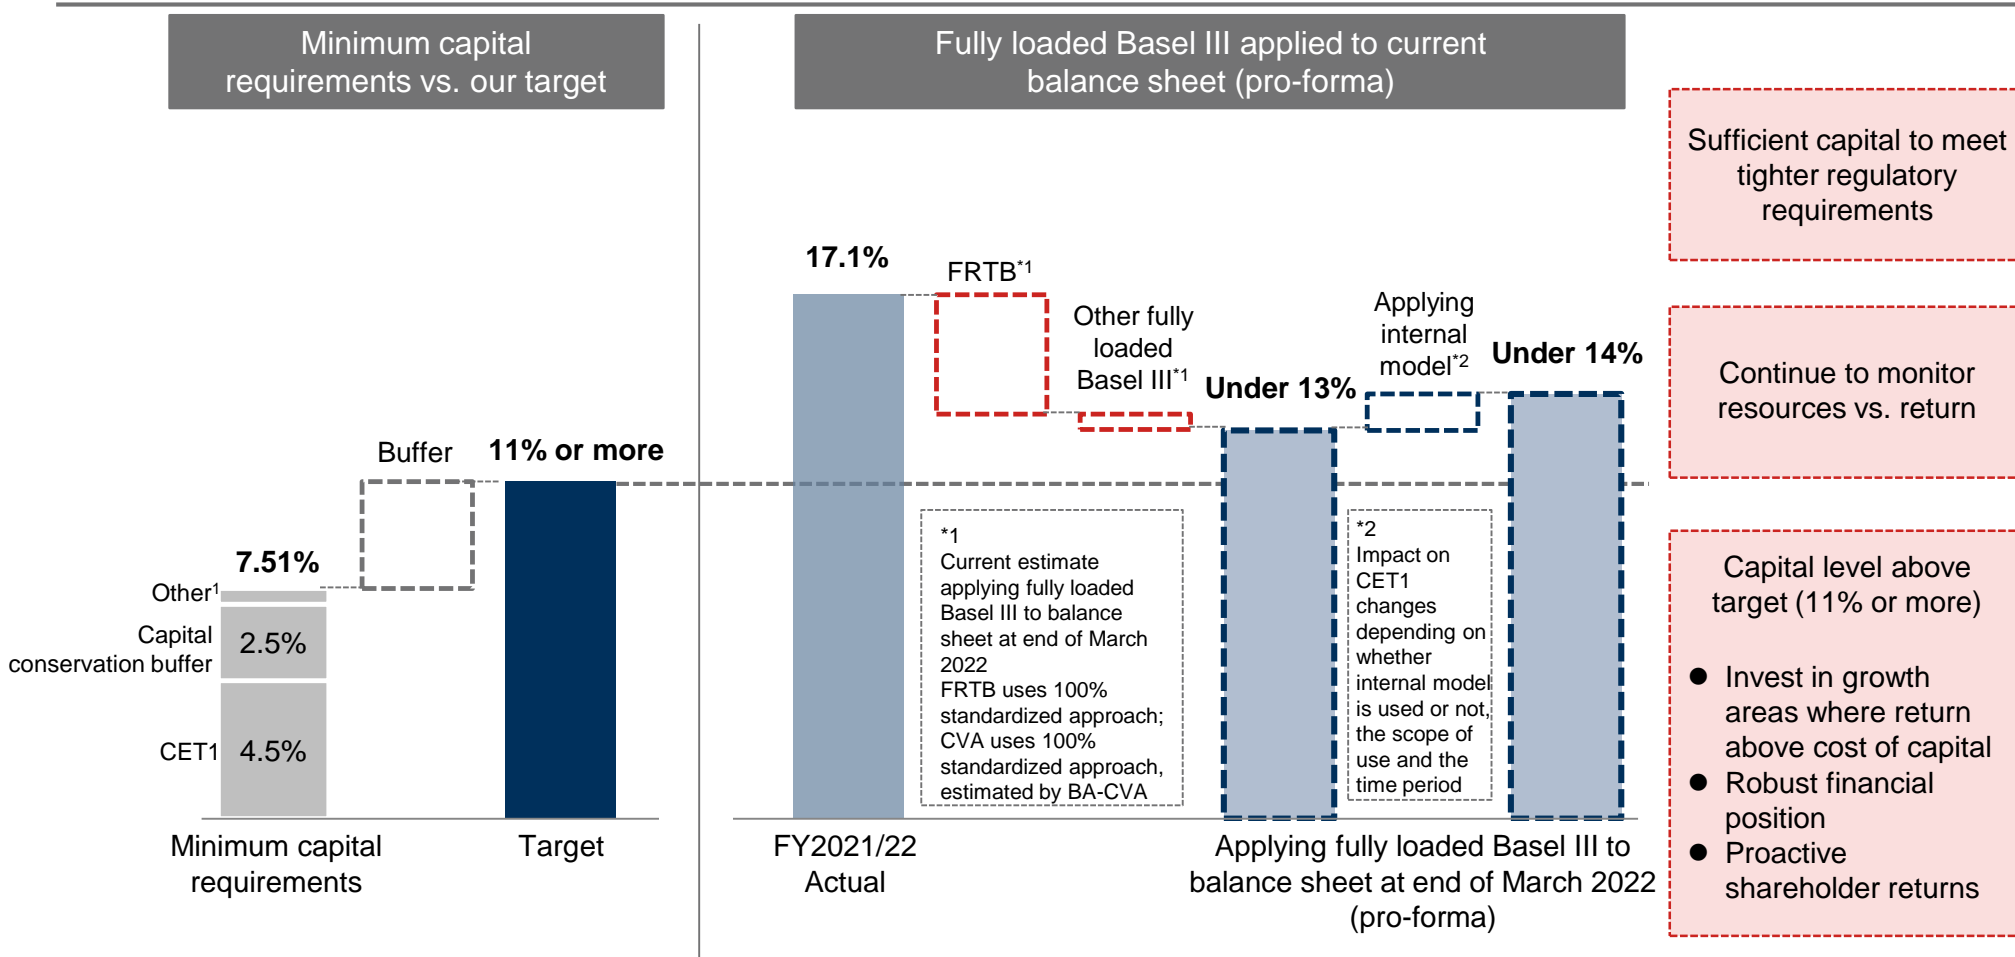 Minimum capital
requirements vs. our target
Fully loaded Basel III applied to current
balance sheet (pro-forma)
7.51%
Other1
Capital
conservation buffer
2.5%
CET1
4.5%
Buffer
11% or more
Minimum capital
requirements
Target
17.1%
FRTB*1
Other fully
loaded
Basel III*1
Under 13%
Applying
internal
model*2
Under 14%
*1
Current estimate
applying fully loaded
Basel III to balance
sheet at end of March
2022
FRTB uses 100%
standardized approach;
CVA uses 100%
standardized approach,
estimated by BA-CVA
*2
Impact on
CET1
changes
depending on
whether
internal model
is used or not,
the scope of
use and the
time period
FY2021/22
Actual
Applying fully loaded Basel III to
balance sheet at end of March 2022
(pro-forma)
Sufficient capital to meet
tighter regulatory
requirements
Continue to monitor
resources vs. return
Capital level above
target (11% or more)
● Invest in growth
areas where return
above cost of capital
● Robust financial
position
● Proactive
shareholder returns